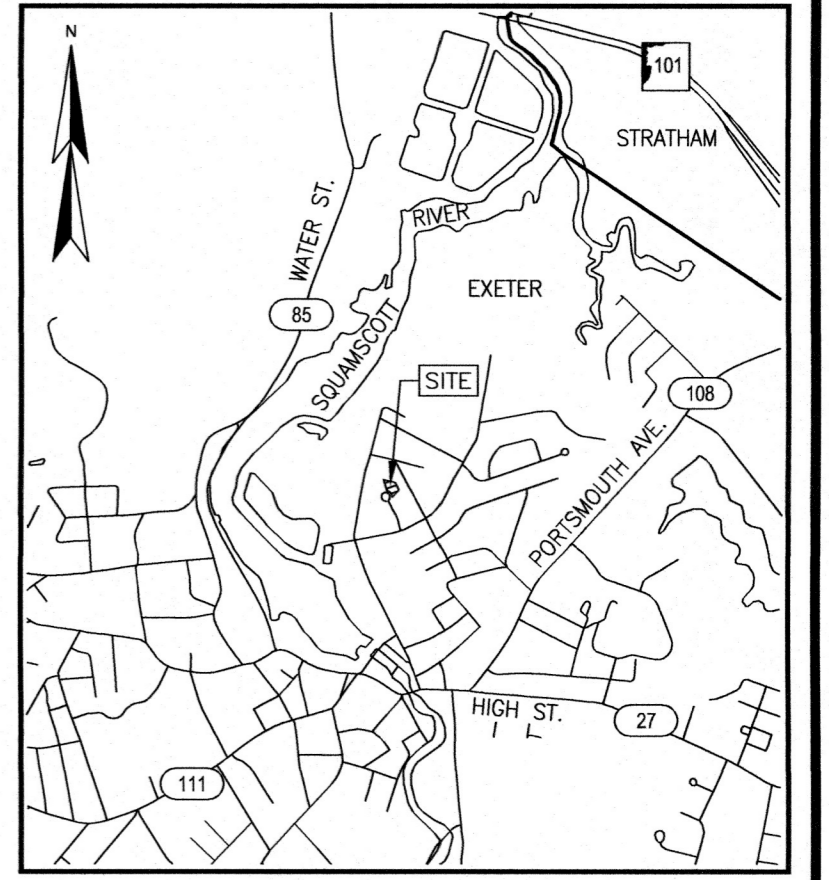 N
101
STRATHAM
WATER ST.
RIVER
EXETER
85
SQUAMSCOTT
SITE
108
PORTSMOUTH AVE.
HIGH ST.
27
111